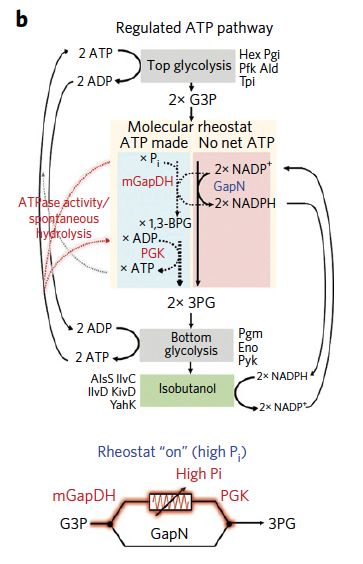 b
Regulated ATP pathway
2 ATP
2 ADP
Top glycolysis
Hex Pgi
Pfk Ald
Tpi
2× G3P
Molecular rheostat
ATP made No net ATP
× Pi
mGapDH
2× NADP+
GapN
2× NADPH
ATPase activity/
spontaneous
hydrolysis
× 1,3-BPG
× ADP
PGK
× ATP
2× 3PG
2 ADP
2 ATP
Bottom
glycolysis
Pgm
Eno
Pyk
AlsS IlvC
IlvD KivD
YahK
Isobutanol
2× NADPH
2× NADP+
Rheostat “on” (high Pi)
High Pi
mGapDH
PGK
G3P
GapN
3PG